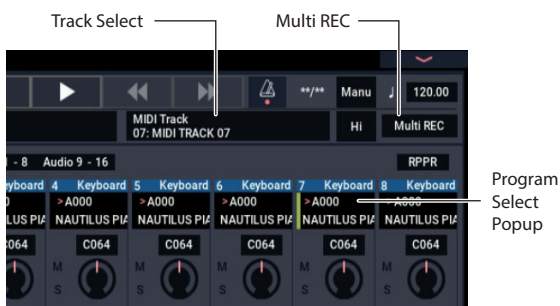 Track Select
Multi REC
**/** Manu ♩ 120.00
MIDI Track
07: MIDI TRACK 07
Hi Multi REC
- 8 Audio 9 - 16 RPPR
Keyboard 4 Keyboard 5 Keyboard 6 Keyboard 7 Keyboard 8 Keyboard
>A000 >A000 >A000 >A000 >A000
NAUTILUS PIA NAUTILUS PIA NAUTILUS PIA NAUTILUS PIA NAUTILUS PIA
C064 C064 C064 C064 C064 C064
M M M M M
S S S S S
Program
Select
Popup